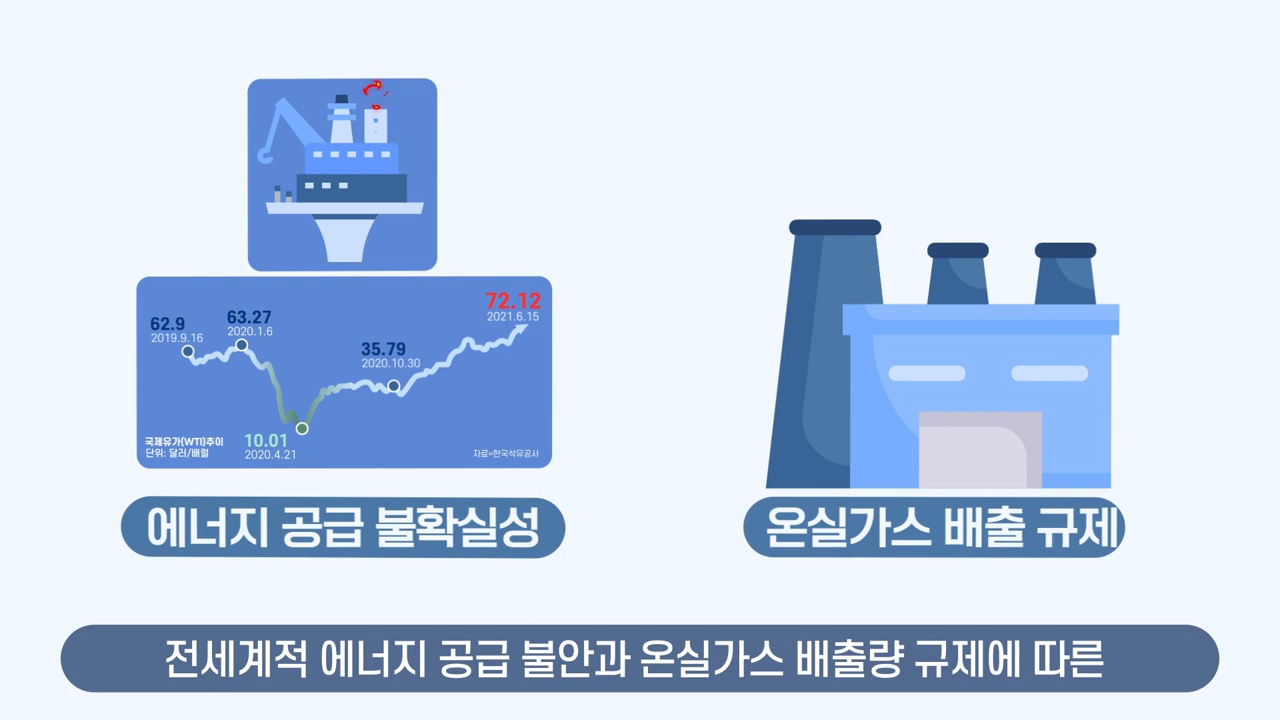 62.9
2019.9.16
63.27
2020.1.6
10.01
2020.4.21
35.79
2020.10.30
72.12
2021.6.15
국제유가(WTI)추이
단위: 달러/배럴
자료=한국석유공사
에너지 공급 불확실성
온실가스 배출 규제
전세계적 에너지 공급 불안과 온실가스 배출량 규제에 따른